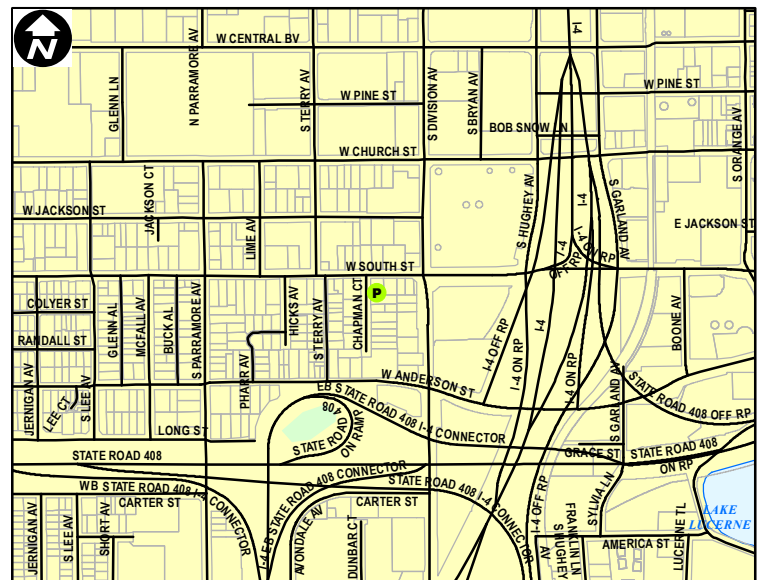 N
W CENTRAL BV
I-4
GLENN LN
N PARRAMORE AV
S TERRY AV
W PINE ST
S DIVISION AV
S BRYAN AV
W PINE ST
BOB SNOW LN
S ORANGE AV
W CHURCH ST
JACKSON CT
W JACKSON ST
LIME AV
S HUGHEY AV
I-4
S GARLAND AV
E JACKSON ST
I-4
I-4 ON RP
OFF RP
W SOUTH ST
P
COLYER ST
GLENN AL
MCFALL AV
BUCK AL
S PARRAMORE AV
HICKS AV
S TERRY AV
CHAPMAN CT
I-4 OFF RP
I-4
BOONE AV
RANDALL ST
I-4 ON RP
I-4 ON RP
JERNIGAN AV
S LEE AV
LEE CT
PHARR AV
W ANDERSON ST
S GARLAND AV
STATE ROAD 408 OFF RP
EB STATE ROAD 408 I-4 CONNECTOR
LONG ST
STATE ROAD
408
ON RAMP
GRACE ST
STATE ROAD 408
ON RP
STATE ROAD 408
I-4 EB STATE ROAD 408 CONNECTOR
STATE ROAD 408 I-4 CONNECTOR
WB STATE ROAD 408 I-4 CONNECTOR
CARTER ST
CARTER ST
JERNIGAN AV
S LEE AV
SHORT AV
AVONDALE AV
DUNBAR CT
I-4 OFF RP
S HUGHEY
AV
FRANKLIN LN
SYLVIA LN
AMERICA ST
LUCERNE TL
LAKE
LUCERNE